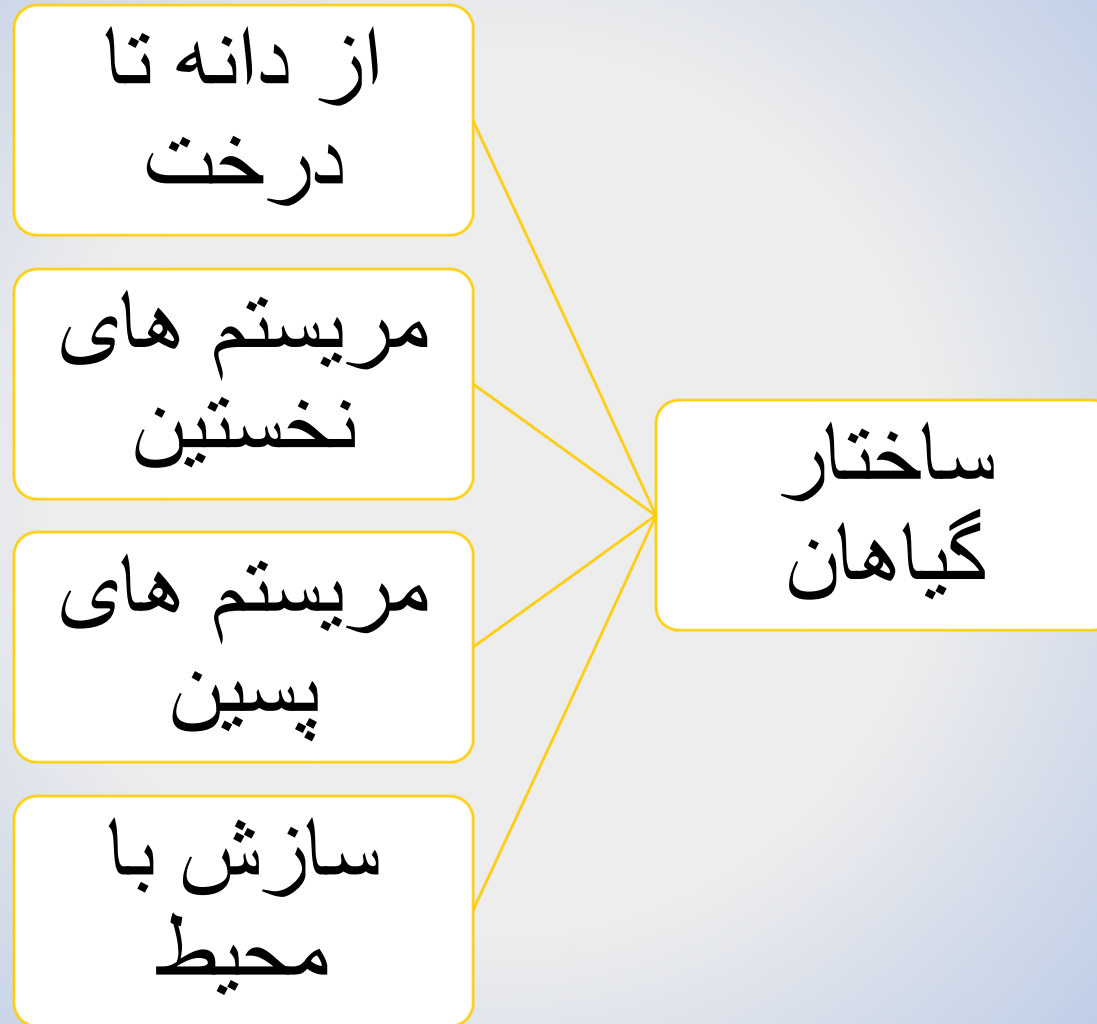 ساختار
گیاهان
از دانه تا
درخت
مریستم های
نخستین
مریستم های
پسین
سازش با
محیط